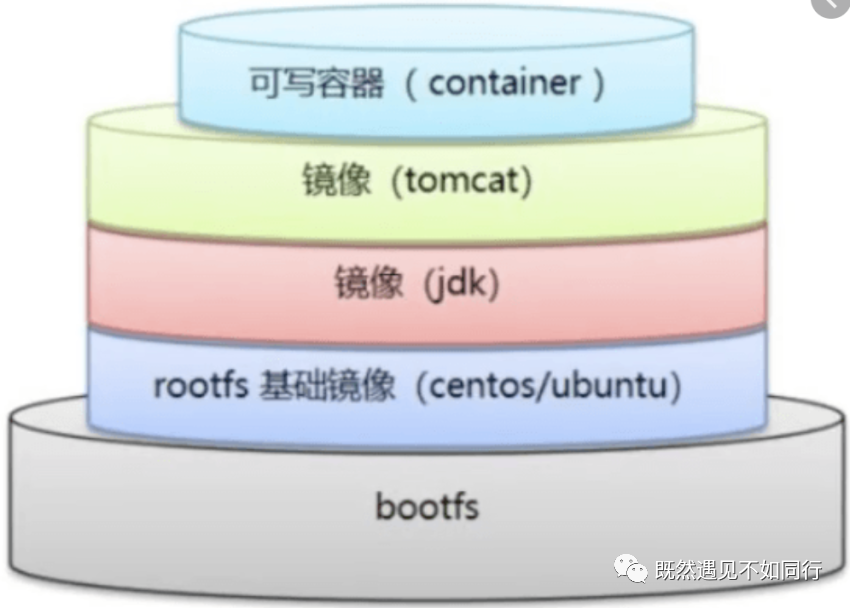 可写容器（container）
镜像（tomcat）
镜像（jdk）
rootfs 基础镜像（centos/ubuntu）
bootfs
既然遇见不如同行